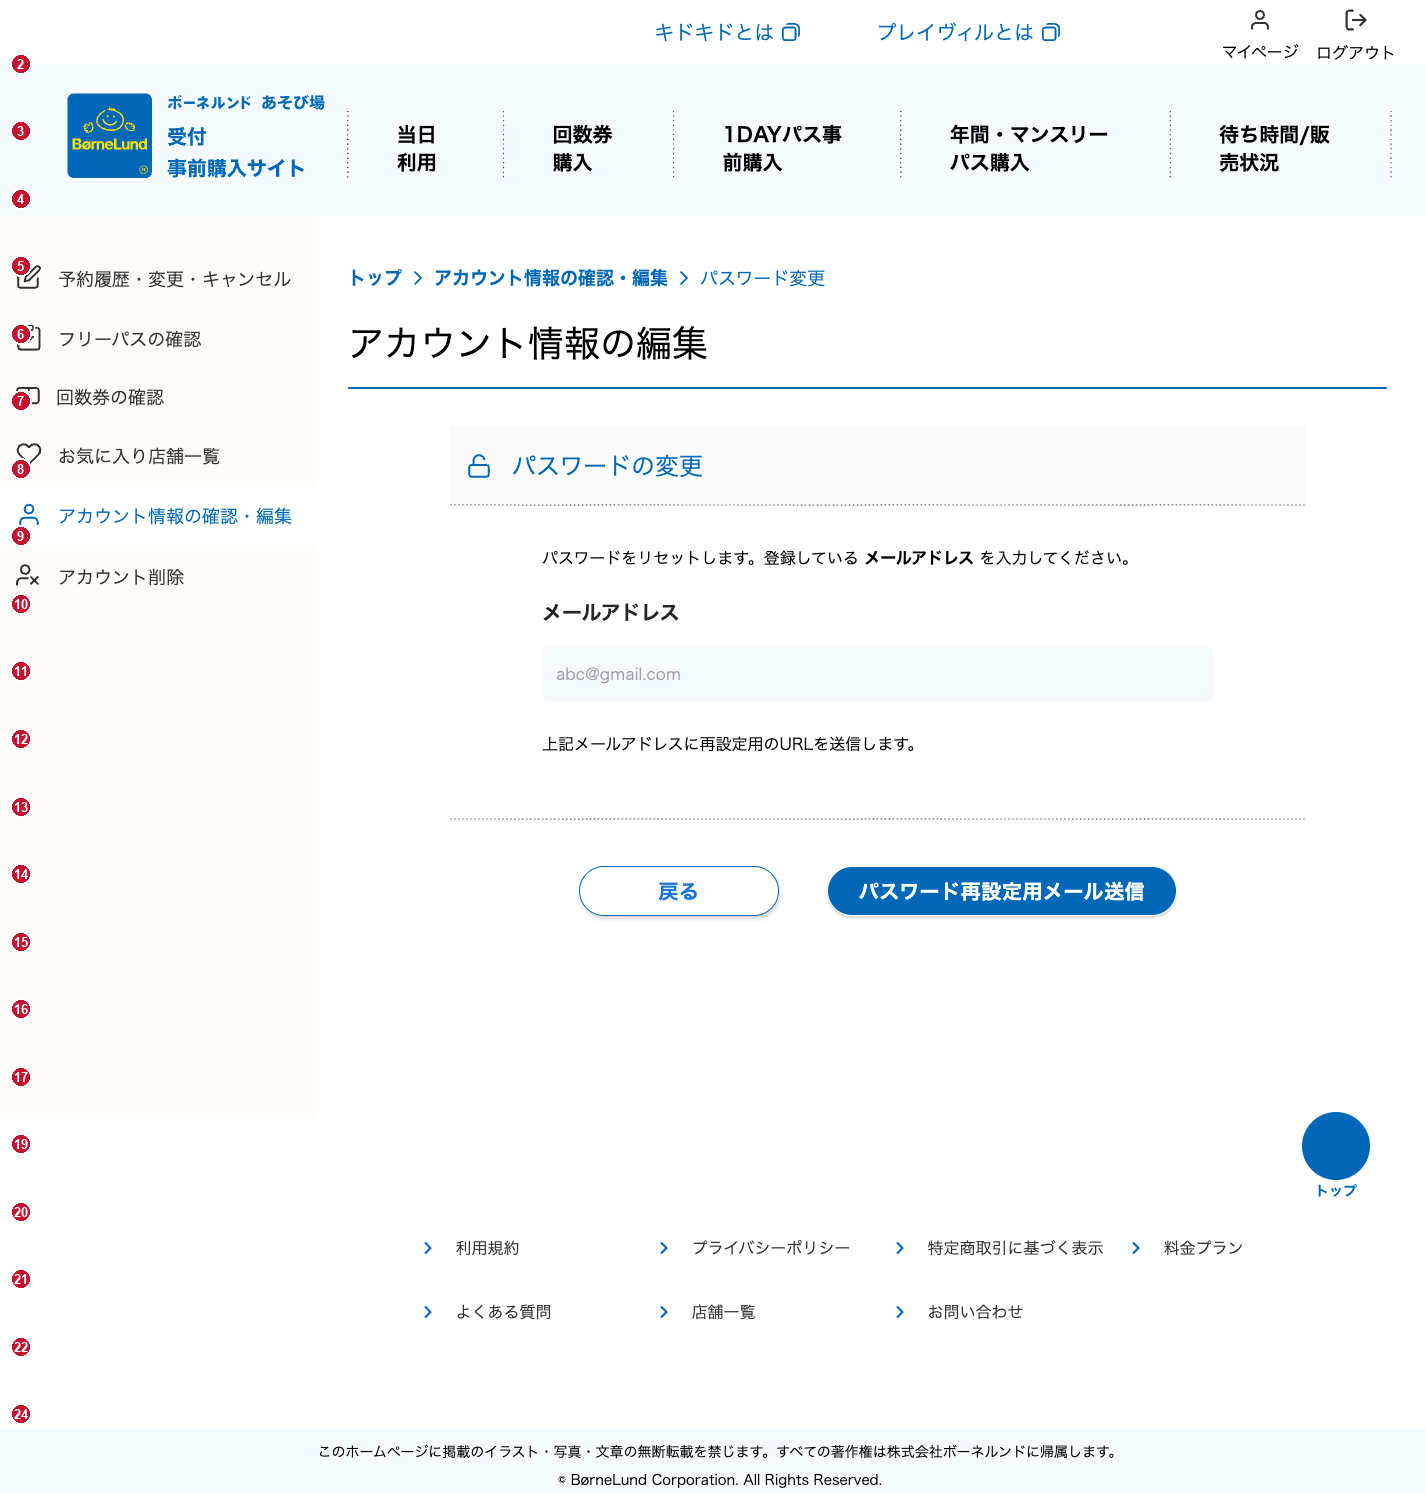 キドキドとは
プレイヴィルとは
マイページ
ログアウト
2
3
4
BørneLund
®
ボーネルンド あそび場
受付
事前購入サイト
当日
利用
回数券
購入
1DAYパス事
前購入
年間・マンスリー
パス購入
待ち時間/販
売状況
5
予約履歴・変更・キャンセル
6
フリーパスの確認
7
回数券の確認
8
お気に入り店舗一覧
9
アカウント情報の確認・編集
アカウント削除
10
11
12
13
14
15
16
17
19
20
21
22
24
トップ > アカウント情報の確認・編集 > パスワード変更
アカウント情報の編集
パスワードの変更
パスワードをリセットします。登録している メールアドレス を入力してください。
メールアドレス
abc@gmail.com
上記メールアドレスに再設定用のURLを送信します。
戻る
パスワード再設定用メール送信
トップ
利用規約
プライバシーポリシー
特定商取引に基づく表示
料金プラン
よくある質問
店舗一覧
お問い合わせ
このホームページに掲載のイラスト・写真・文章の無断転載を禁じます。すべての著作権は株式会社ボーネルンドに帰属します。
© BørneLund Corporation. All Rights Reserved.